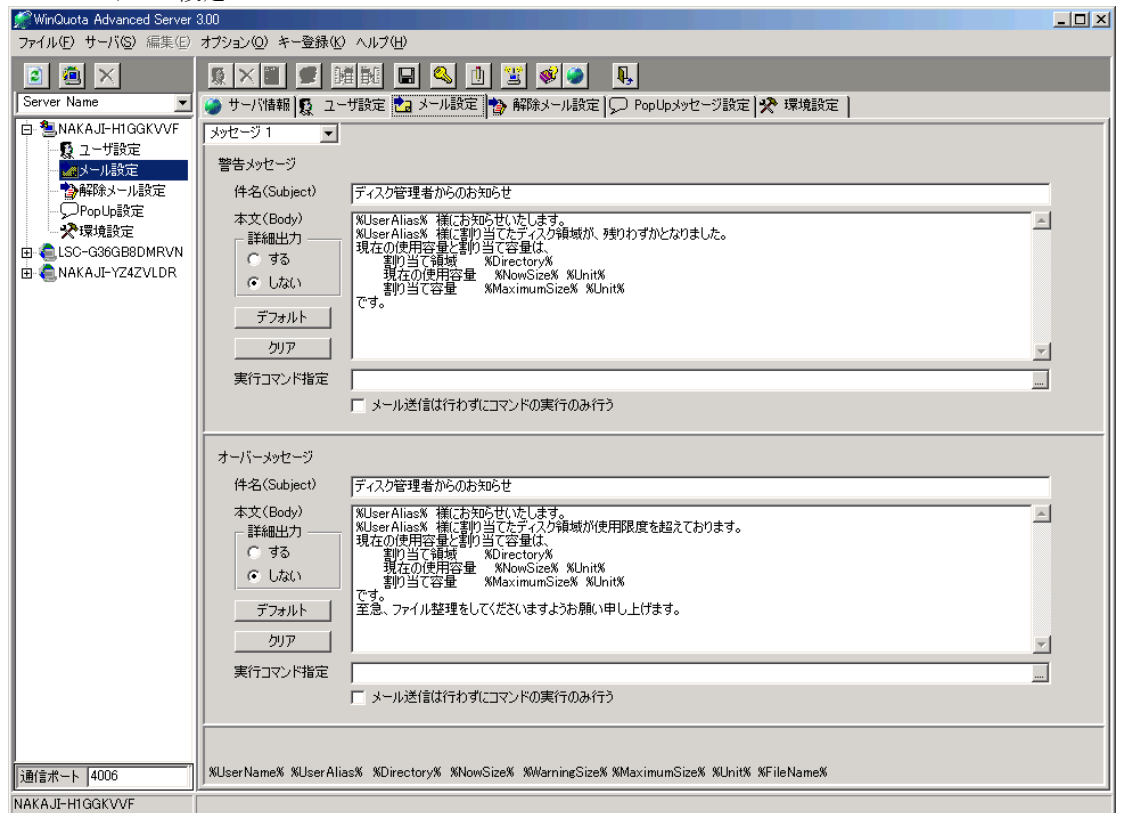 WinQuota Advanced Server 3.00
ファイル(F) サーバ(S) 編集(E) オプション(O) キー登録(K) ヘルプ(H)
Server Name
サーバ情報 ユーザ設定 メール設定 解除メール設定 PopUpメッセージ設定 環境設定
NAKAJI-H1GGKVVF
ユーザ設定
メール設定
解除メール設定
PopUp設定
環境設定
LSC-G36GB8DMRVN
NAKAJI-YZ4ZVLDR
メッセージ 1
警告メッセージ
件名(Subject) ディスク管理者からのお知らせ
本文(Body)
詳細出力
する
しない
デフォルト
クリア
%UserAlias% 様にお知らせいたします。
%UserAlias% 様に割り当てたディスク領域が、残りわずかとなりました。
現在の使用容量と割り当て容量は、
割り当て領域 %Directory%
現在の使用容量 %NowSize% %Unit%
割り当て容量 %MaximumSize% %Unit%
です。
実行コマンド指定 ...
メール送信は行わずにコマンドの実行のみ行う
オーバーメッセージ
件名(Subject) ディスク管理者からのお知らせ
本文(Body)
詳細出力
する
しない
デフォルト
クリア
%UserAlias% 様にお知らせいたします。
%UserAlias% 様に割り当てたディスク領域が使用限度を超えております。
現在の使用容量と割り当て容量は、
割り当て領域 %Directory%
現在の使用容量 %NowSize% %Unit%
割り当て容量 %MaximumSize% %Unit%
です。
至急、ファイル整理をしてくださいますようお願い申し上げます。
実行コマンド指定 ...
メール送信は行わずにコマンドの実行のみ行う
%UserName% %UserAlias% %Directory% %NowSize% %WarningSize% %MaximumSize% %Unit% %FileName%
通信ポート 4006
NAKAJI-H1GGKVVF